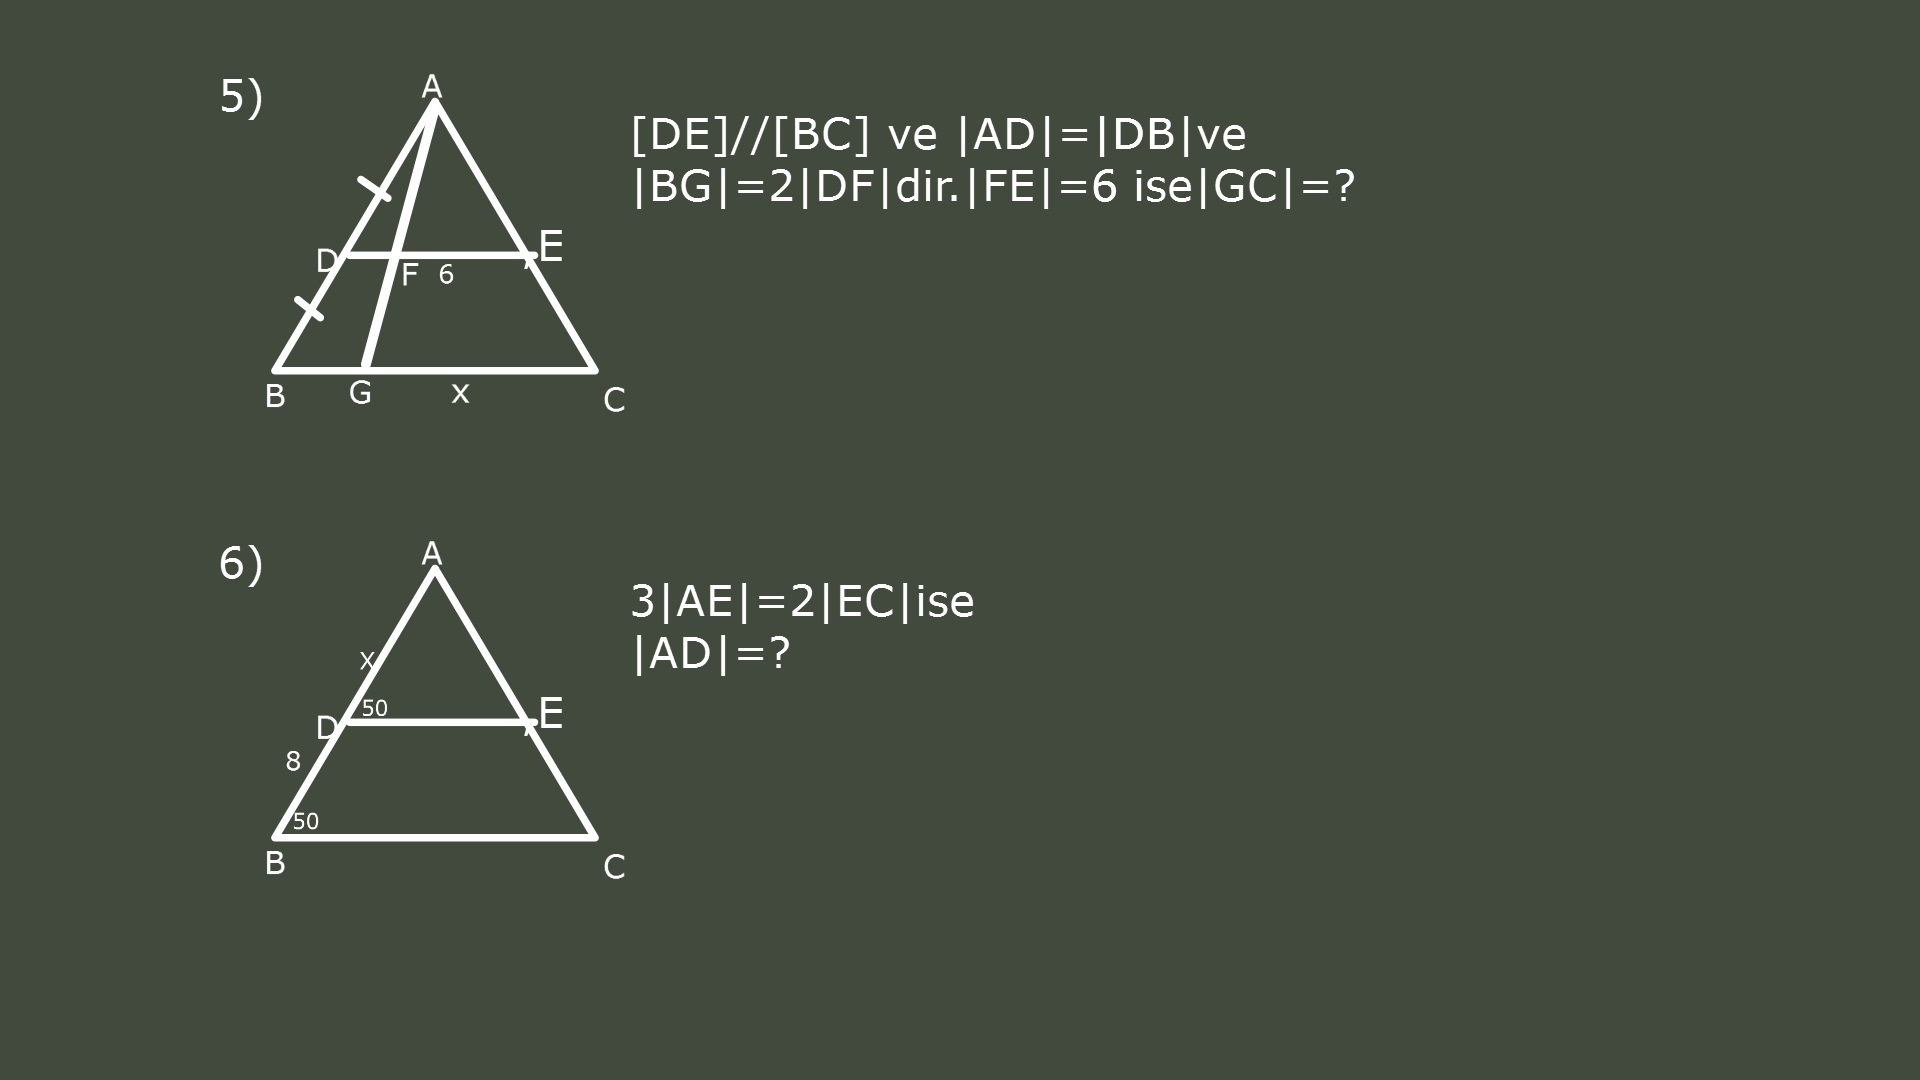 5)
A
[DE]//[BC] ve |AD|=|DB|ve
|BG|=2|DF|dir.|FE|=6 ise|GC|=?
D
E
F 6
B G x C
6)
A
3|AE|=2|EC|ise
|AD|=?
x
50
D
E
8
50
B
C